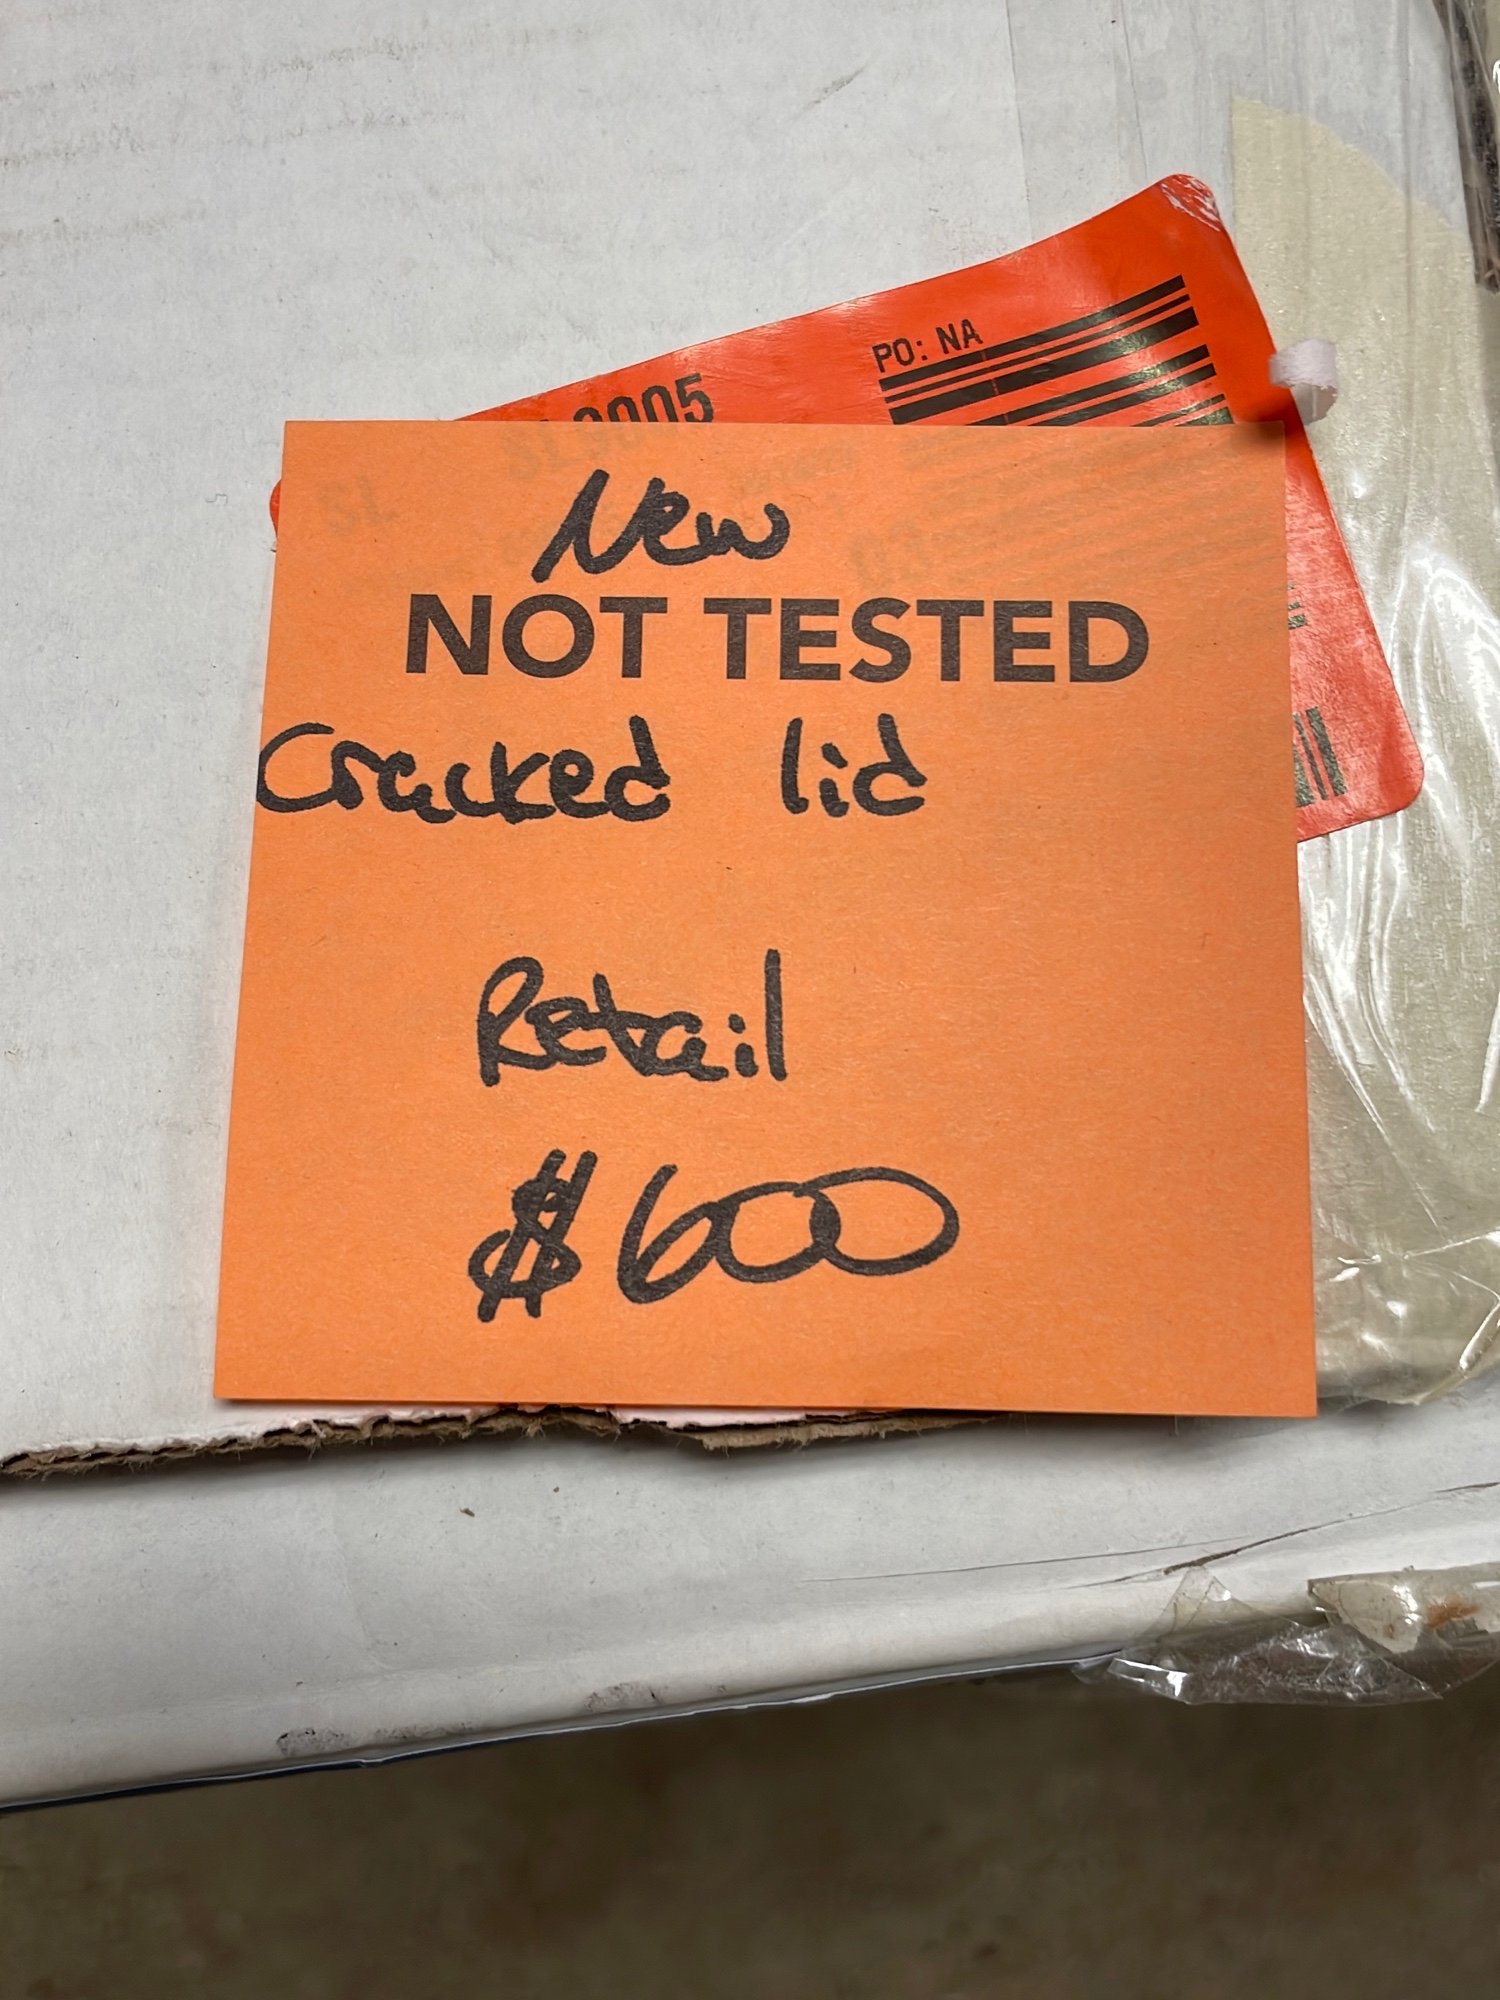 PO: NA
New
NOT TESTED
Cracked lid
Retail
$600